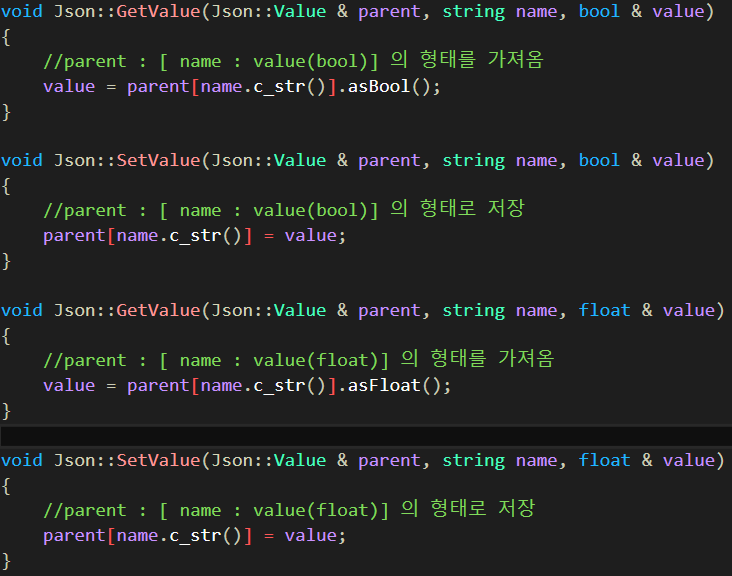 void Json::GetValue(Json::Value & parent, string name, bool & value)
{
    //parent : [ name : value(bool)] 의 형태를 가져옴
    value = parent[name.c_str()].asBool();
}

void Json::SetValue(Json::Value & parent, string name, bool & value)
{
    //parent : [ name : value(bool)] 의 형태로 저장
    parent[name.c_str()] = value;
}

void Json::GetValue(Json::Value & parent, string name, float & value)
{
    //parent : [ name : value(float)] 의 형태를 가져옴
    value = parent[name.c_str()].asFloat();
}

void Json::SetValue(Json::Value & parent, string name, float & value)
{
    //parent : [ name : value(float)] 의 형태로 저장
    parent[name.c_str()] = value;
}